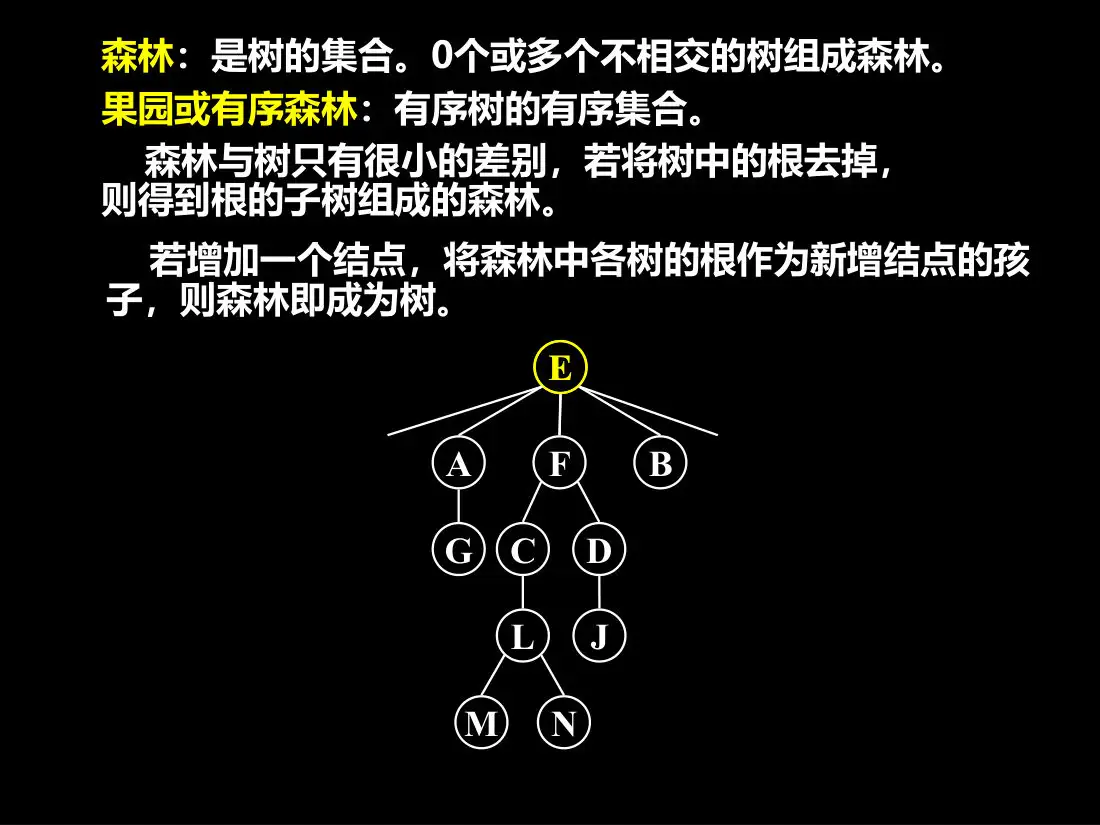 森林：是树的集合。0个或多个不相交的树组成森林。
果园或有序森林：有序树的有序集合。
森林与树只有很小的差别，若将树中的根去掉，
则得到根的子树组成的森林。
若增加一个结点，将森林中各树的根作为新增结点的孩
子，则森林即成为树。
E
A F B
G C D
L J
M N